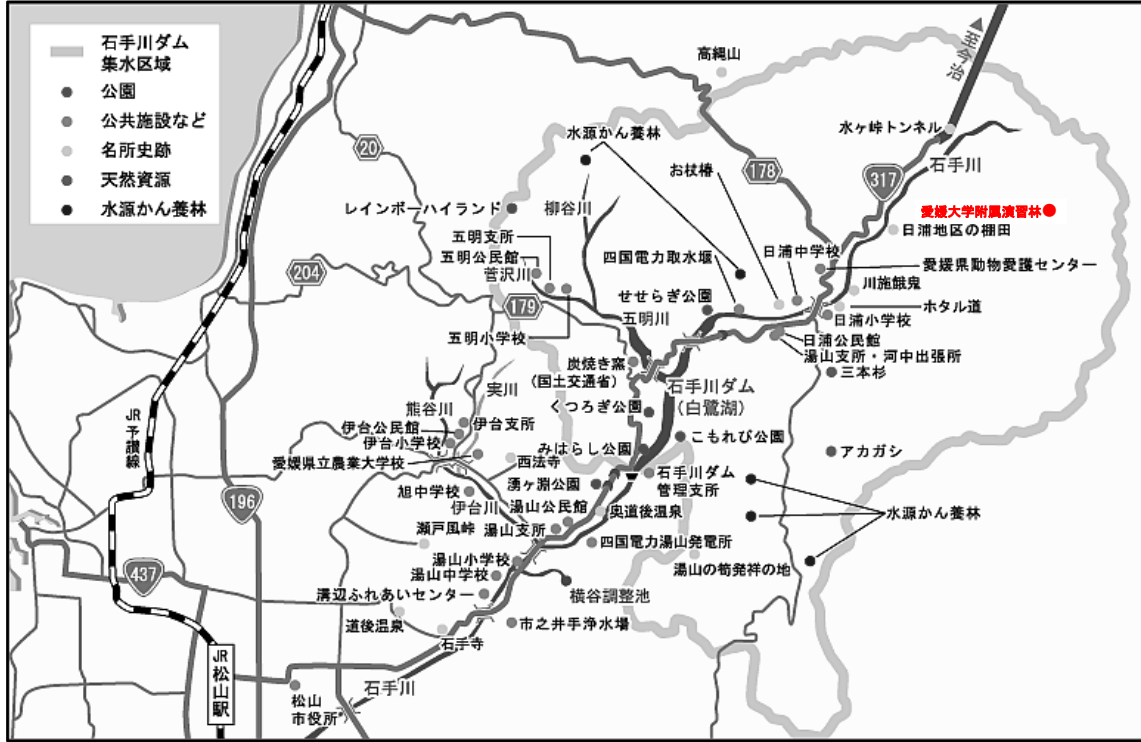 石手川ダム
集水区域
公園
公共施設など
名所史跡
天然資源
水源かん養林
高縄山
至今治
水ヶ峠トンネル
石手川
20
水源かん養林
お杖椿
178
317
レインボーハイランド
柳谷川
愛媛大学附属演習林
日浦地区の棚田
五明支所
五明公民館
菅沢川
四国電力取水堰
日浦中学校
愛媛県動物愛護センター
204
川施餓鬼
179
せせらぎ公園
五明川
ホタル道
日浦小学校
五明小学校
日浦公民館
湯山支所・河中出張所
炭焼き窯
(国土交通省)
三本杉
実川
石手川ダム
(白鷺湖)
熊谷川
くつろぎ公園
JR予讃線
伊台支所
伊台公民館
伊台小学校
こもれび公園
みはらし公園
アカガシ
愛媛県立農業大学校
西法寺
石手川ダム
管理支所
湧ヶ淵公園
旭中学校
196
伊台川
湯山公民館
奥道後温泉
水源かん養林
瀬戸風峠
湯山支所
四国電力湯山発電所
湯山小学校
湯山の筍発祥の地
437
湯山中学校
溝辺ふれあいセンター
横谷調整池
道後温泉
市之井手浄水場
石手寺
JR松山駅
石手川
松山
市役所